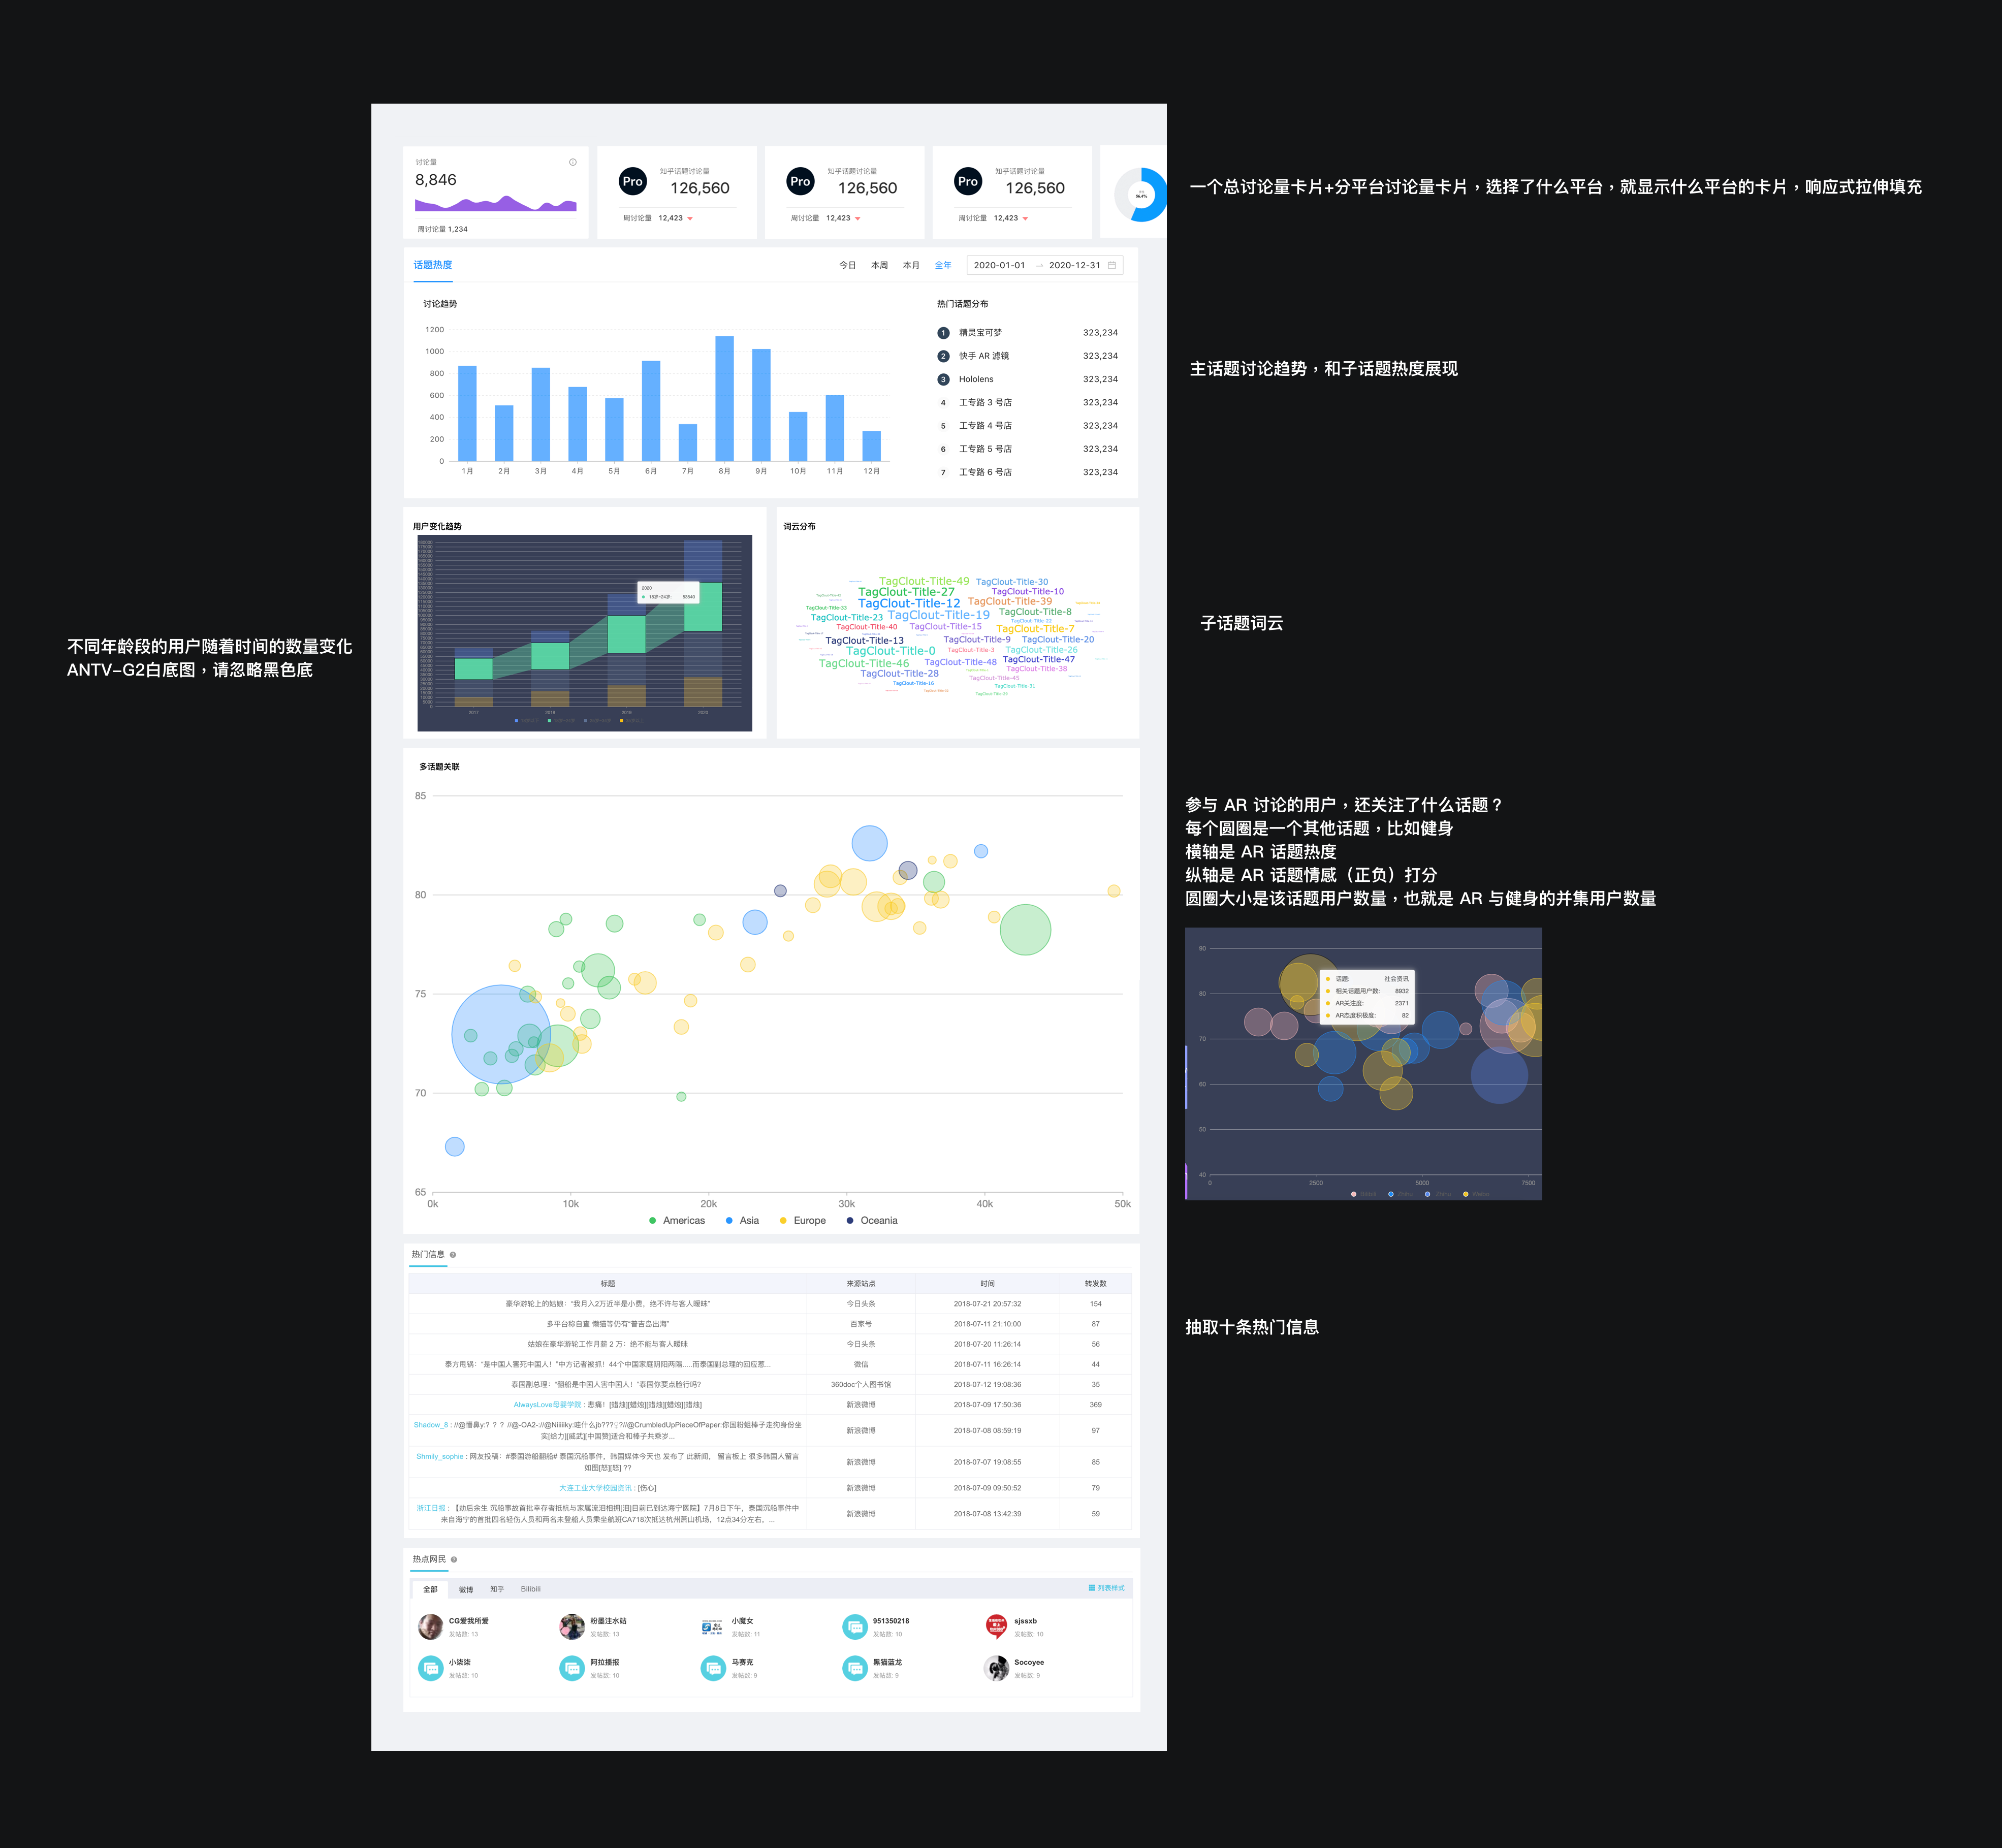 讨论量
8,846
周讨论量 1,234
Pro
知乎话题讨论量
126,560
周讨论量 12,423
Pro
知乎话题讨论量
126,560
周讨论量 12,423
Pro
知乎话题讨论量
126,560
周讨论量 12,423
一个总讨论量卡片+分平台讨论量卡片，选择了什么平台，就显示什么平台的卡片，响应式拉伸填充
话题热度
今日 本周 本月 全年 2020-01-01 2020-12-31
讨论趋势
1200
1000
800
600
400
200
0
1月 2月 3月 4月 5月 6月 7月 8月 9月 10月 11月 12月
热门话题分布
1 精灵宝可梦 323,234
2 快手 AR 滤镜 323,234
3 Hololens 323,234
4 工专路 3 号店 323,234
5 工专路 4 号店 323,234
6 工专路 5 号店 323,234
7 工专路 6 号店 323,234
主话题讨论趋势，和子话题热度展现
用户变化趋势
2020
53540
2017 2018 2019 2020
不同年龄段的用户随着时间的数量变化
ANTV-G2白底图，请忽略黑色底
词云分布
TagClout-Title-49 TagClout-Title-30
TagClout-Title-27 TagClout-Title-10
TagClout-Title-12 TagClout-Title-39
TagClout-Title-33 TagClout-Title-8
TagClout-Title-23 TagClout-Title-19
TagClout-Title-22
TagClout-Title-40 TagClout-Title-15 TagClout-Title-7
TagClout-Title-13 TagClout-Title-9 TagClout-Title-20
TagClout-Title-0 TagClout-Title-3 TagClout-Title-26
TagClout-Title-46 TagClout-Title-48 TagClout-Title-47
TagClout-Title-38
TagClout-Title-28 TagClout-Title-45
TagClout-Title-16 TagClout-Title-31
TagClout-Title-29
子话题词云
多话题关联
85
80
75
70
65
0k 10k 20k 30k 40k 50k
Americas Asia Europe Oceania
参与 AR 讨论的用户，还关注了什么话题？
每个圆圈是一个其他话题，比如健身
横轴是 AR 话题热度
纵轴是 AR 话题情感（正负）打分
圆圈大小是该话题用户数量，也就是 AR 与健身的并集用户数量
90
80
70
60
50
40
0 2500 5000 7500
话题: 社会资讯
相关话题用户数: 8932
AR关注度: 2371
AR态度积极度: 82
热门信息
标题 来源站点 时间 转发数
豪华游轮上的姑娘：“我月入2万近半是小费，绝不许与客人暧昧” 今日头条 2018-07-21 20:57:32 154
多平台称自查 懒猫等仍有“普吉岛出海” 百家号 2018-07-11 21:10:00 87
姑娘在豪华游轮工作月薪 2 万：绝不能与客人暧昧 今日头条 2018-07-20 11:26:14 56
泰方甩锅：“是中国人害死中国人！”中方记者被抓！44个中国家庭阴阳两隔.....而泰国副总理的回应惹... 微信 2018-07-11 16:26:14 44
泰国副总理：“翻船是中国人害中国人！”泰国你要点脸行吗? 360doc个人图书馆 2018-07-12 19:08:36 35
AlwaysLove母婴学院 : 悲痛！[蜡烛][蜡烛][蜡烛][蜡烛][蜡烛] 新浪微博 2018-07-09 17:50:36 369
Shadow_8 : //@懵鼻y:？？？ //@-OA2-://@Niiiiiky:哇什么jb???♀?//@CrumbledUpPieceOfPaper:你国粉蛆棒子走狗身份坐
实[给力][威武][中国赞]适合和棒子共乘岁... 新浪微博 2018-07-08 08:59:19 97
Shmily_sophie : 网友投稿：#泰国游船翻船# 泰国沉船事件，韩国媒体今天也 发布了 此新闻， 留言板上 很多韩国人留言
如图[怒][怒] ?? 新浪微博 2018-07-07 19:08:55 85
大连工业大学校园资讯 : [伤心] 新浪微博 2018-07-09 09:50:52 79
浙江日报 : 【劫后余生 沉船事故首批幸存者抵杭与家属流泪相拥[泪]目前已到达海宁医院】7月8日下午，泰国沉船事件中
来自海宁的首批四名轻伤人员和两名未登船人员乘坐航班CA718次抵达杭州萧山机场，12点34分左右，... 新浪微博 2018-07-08 13:42:39 59
抽取十条热门信息
热点网民
全部 微博 知乎 Bilibili 列表样式
CG爱我所爱 粉墨注水站 小魔女 951350218 sjssxb
发帖数: 13 发帖数: 13 发帖数: 11 发帖数: 10 发帖数: 10
小柒柒 阿拉播报 马赛克 黑猫蓝龙 Socoyee
发帖数: 10 发帖数: 10 发帖数: 9 发帖数: 9 发帖数: 9